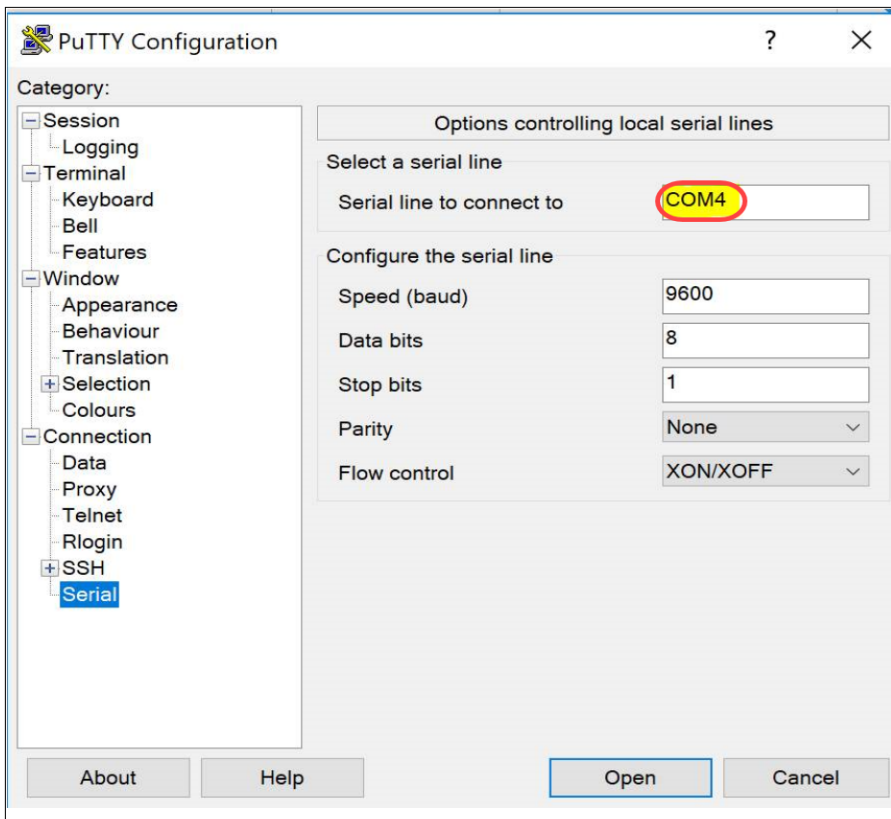 PuTTY Configuration
?
Category:
Session
Logging
Terminal
Keyboard
Bell
Features
Window
Appearance
Behaviour
Translation
Selection
Colours
Connection
Data
Proxy
Telnet
Rlogin
SSH
Serial
Options controlling local serial lines
Select a serial line
Serial line to connect to COM4
Configure the serial line
Speed (baud) 9600
Data bits 8
Stop bits 1
Parity None
Flow control XON/XOFF
About Help Open Cancel